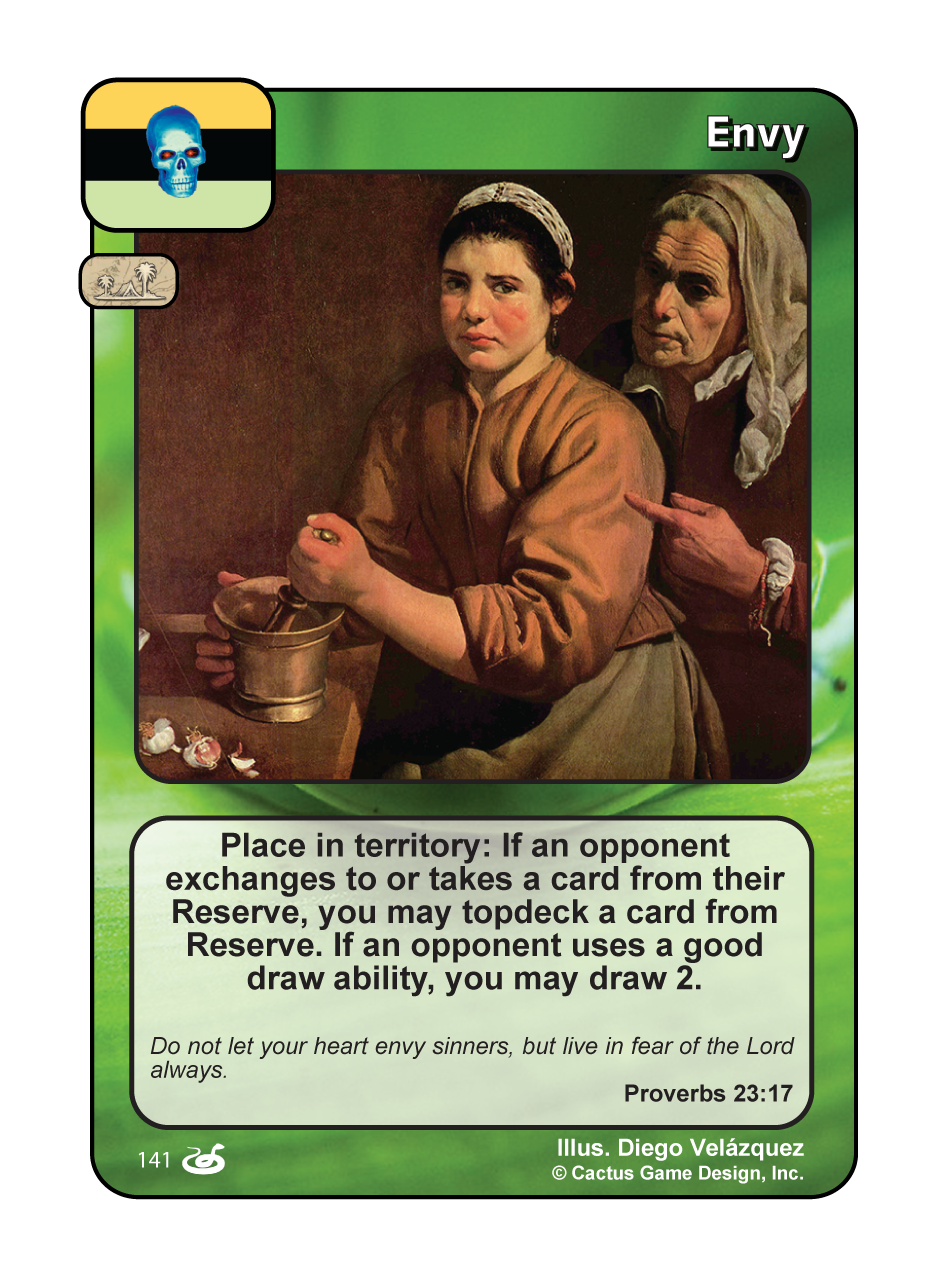 Envy
Place in territory: If an opponent
exchanges to or takes a card from their
Reserve, you may topdeck a card from
Reserve. If an opponent uses a good
draw ability, you may draw 2.
Do not let your heart envy sinners, but live in fear of the Lord
always.
Proverbs 23:17
141
Illus. Diego Velázquez
© Cactus Game Design, Inc.